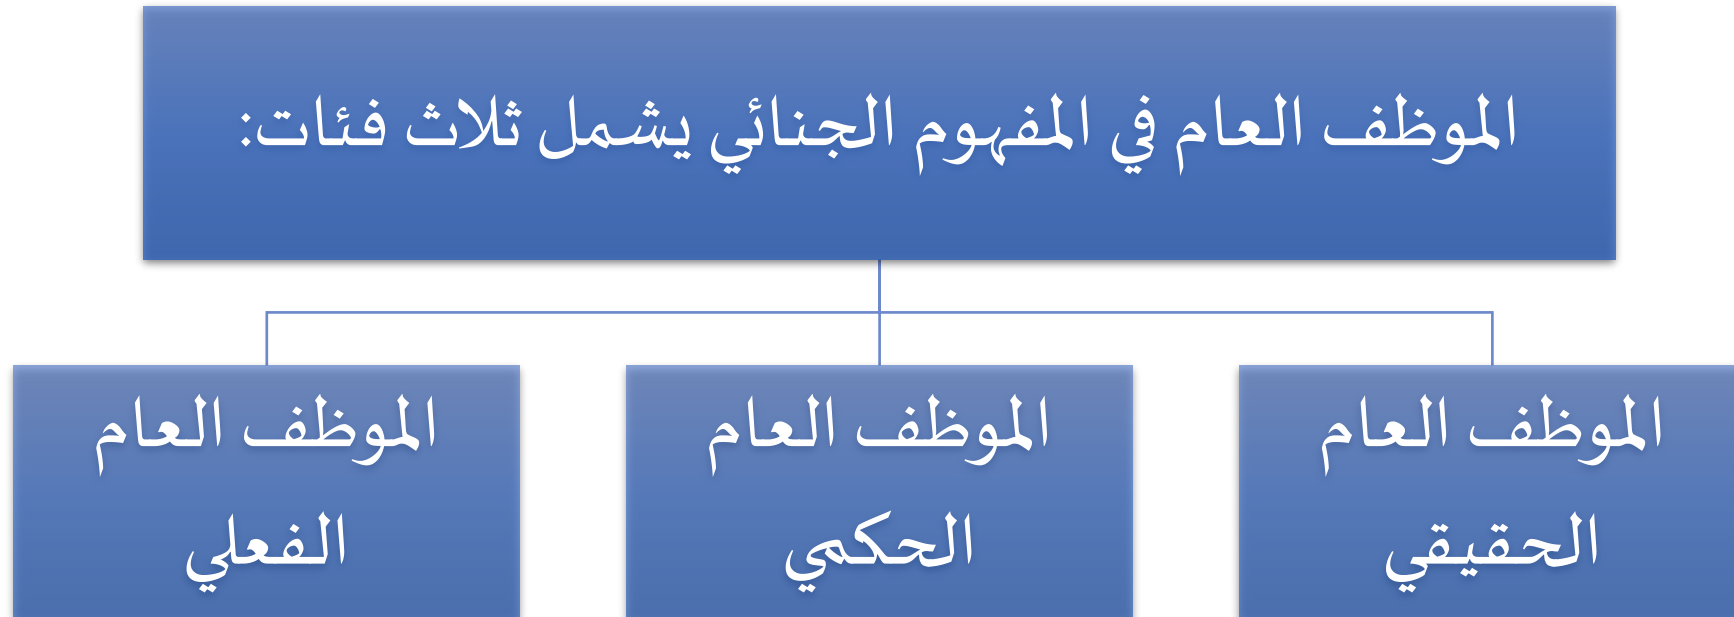 الموظف العام في المفهوم الجنائي يشمل ثلاث فئات:
الموظف العام
الحقيقي
الموظف العام
الحكمي
الموظف العام
الفعلي